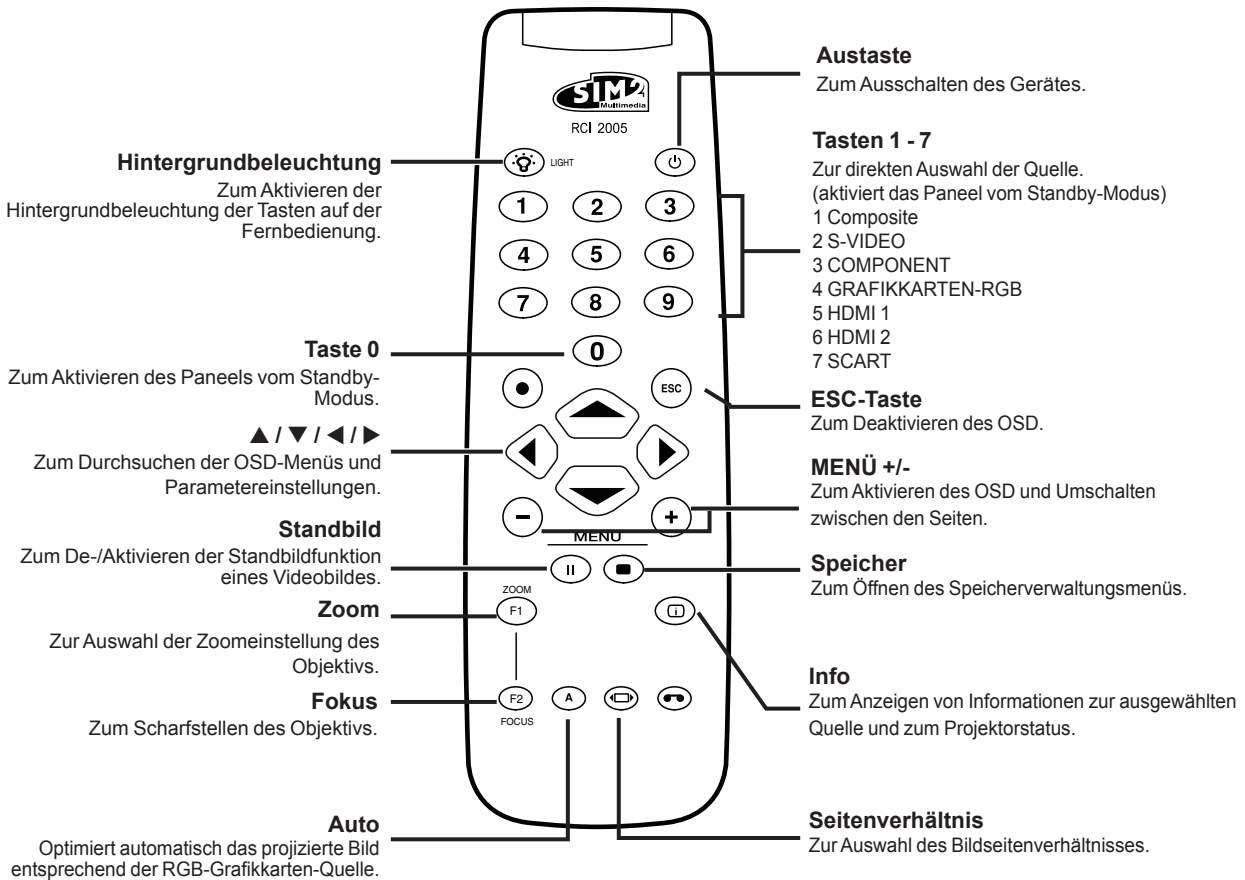 SIM2
Multimedia
RCI 2005
LIGHT
1
2
3
4
5
6
7
8
9
0
ESC
−
+
MENU
ZOOM
F1
i
F2
A
FOCUS
Hintergrundbeleuchtung
Zum Aktivieren der
Hintergrundbeleuchtung der Tasten auf der
Fernbedienung.
Taste 0
Zum Aktivieren des Paneels vom Standby-
Modus.
▲ / ▼ / ◀ / ▶
Zum Durchsuchen der OSD-Menüs und
Parametereinstellungen.
Standbild
Zum De-/Aktivieren der Standbildfunktion
eines Videobildes.
Zoom
Zur Auswahl der Zoomeinstellung des
Objektivs.
Fokus
Zum Scharfstellen des Objektivs.
Auto
Optimiert automatisch das projizierte Bild
entsprechend der RGB-Grafikkarten-Quelle.
Austaste
Zum Ausschalten des Gerätes.
Tasten 1 - 7
Zur direkten Auswahl der Quelle.
(aktiviert das Paneel vom Standby-Modus)
1 Composite
2 S-VIDEO
3 COMPONENT
4 GRAFIKKARTEN-RGB
5 HDMI 1
6 HDMI 2
7 SCART
ESC-Taste
Zum Deaktivieren des OSD.
MENÜ +/-
Zum Aktivieren des OSD und Umschalten
zwischen den Seiten.
Speicher
Zum Öffnen des Speicherverwaltungsmenüs.
Info
Zum Anzeigen von Informationen zur ausgewählten
Quelle und zum Projektorstatus.
Seitenverhältnis
Zur Auswahl des Bildseitenverhältnisses.